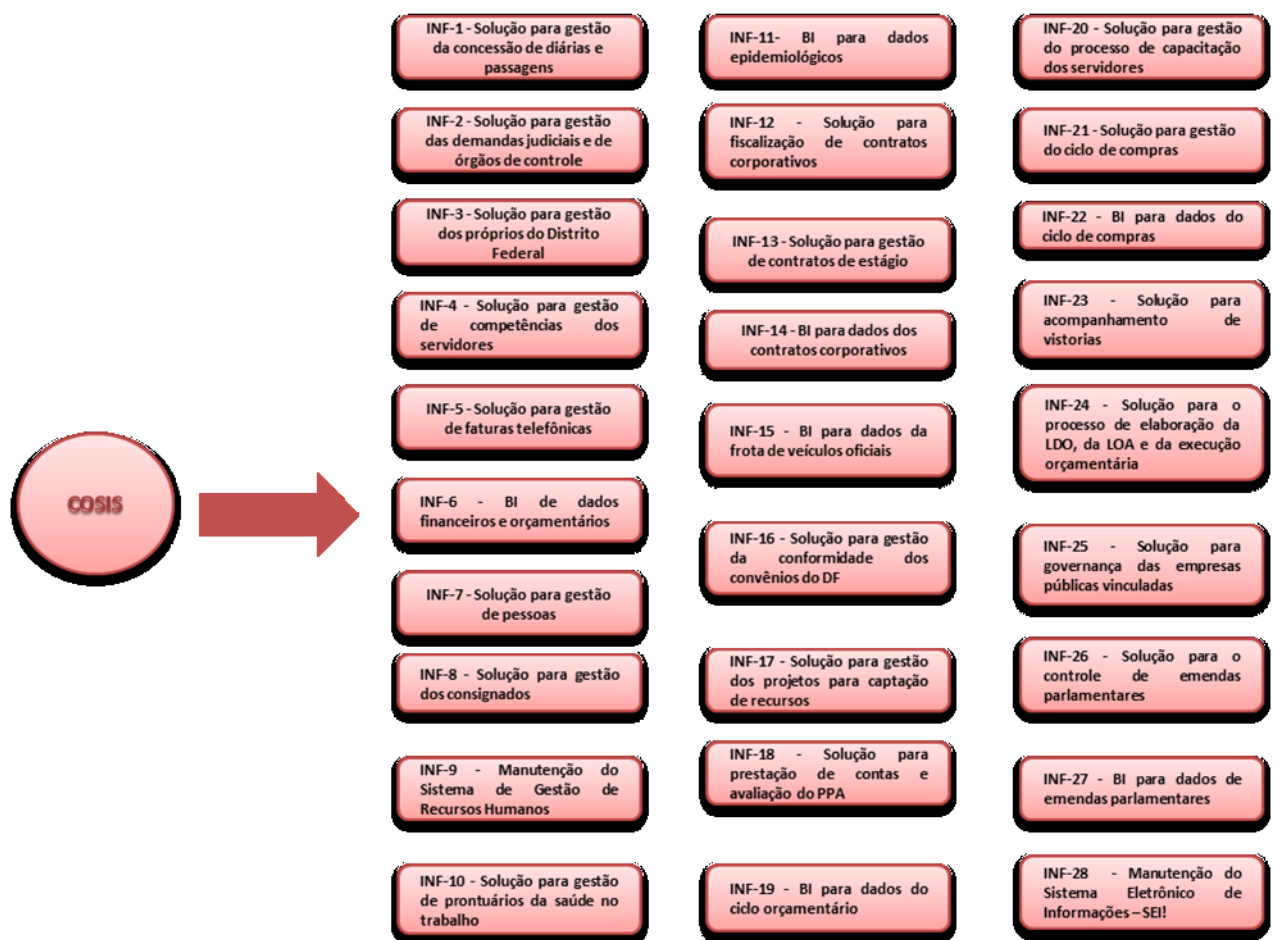 COSIS
INF-1 - Solução para gestão
da concessão de diárias e
passagens
INF-2 - Solução para gestão
das demandas judiciais e de
órgãos de controle
INF-3 - Solução para gestão
dos próprios do Distrito
Federal
INF-4 - Solução para gestão
de competências dos
servidores
INF-5 - Solução para gestão
de faturas telefônicas
INF-6 - BI de dados
financeiros e orçamentários
INF-7 - Solução para gestão
de pessoas
INF-8 - Solução para gestão
dos consignados
INF-9 - Manutenção do
Sistema de Gestão de
Recursos Humanos
INF-10 - Solução para gestão
de prontuários da saúde no
trabalho
INF-11- BI para dados
epidemiológicos
INF-12 - Solução para
fiscalização de contratos
corporativos
INF-13 - Solução para gestão
de contratos de estágio
INF-14 - BI para dados dos
contratos corporativos
INF-15 - BI para dados da
frota de veículos oficiais
INF-16 - Solução para gestão
da conformidade dos
convênios do DF
INF-17 - Solução para gestão
dos projetos para captação
de recursos
INF-18 - Solução para
prestação de contas e
avaliação do PPA
INF-19 - BI para dados do
ciclo orçamentário
INF-20 - Solução para gestão
do processo de capacitação
dos servidores
INF-21 - Solução para gestão
do ciclo de compras
INF-22 - BI para dados do
ciclo de compras
INF-23 - Solução para
acompanhamento de
vistorias
INF-24 - Solução para o
processo de elaboração da
LDO, da LOA e da execução
orçamentária
INF-25 - Solução para
governança das empresas
públicas vinculadas
INF-26 - Solução para o
controle de emendas
parlamentares
INF-27 - BI para dados de
emendas parlamentares
INF-28 - Manutenção do
Sistema Eletrônico de
Informações – SEI!